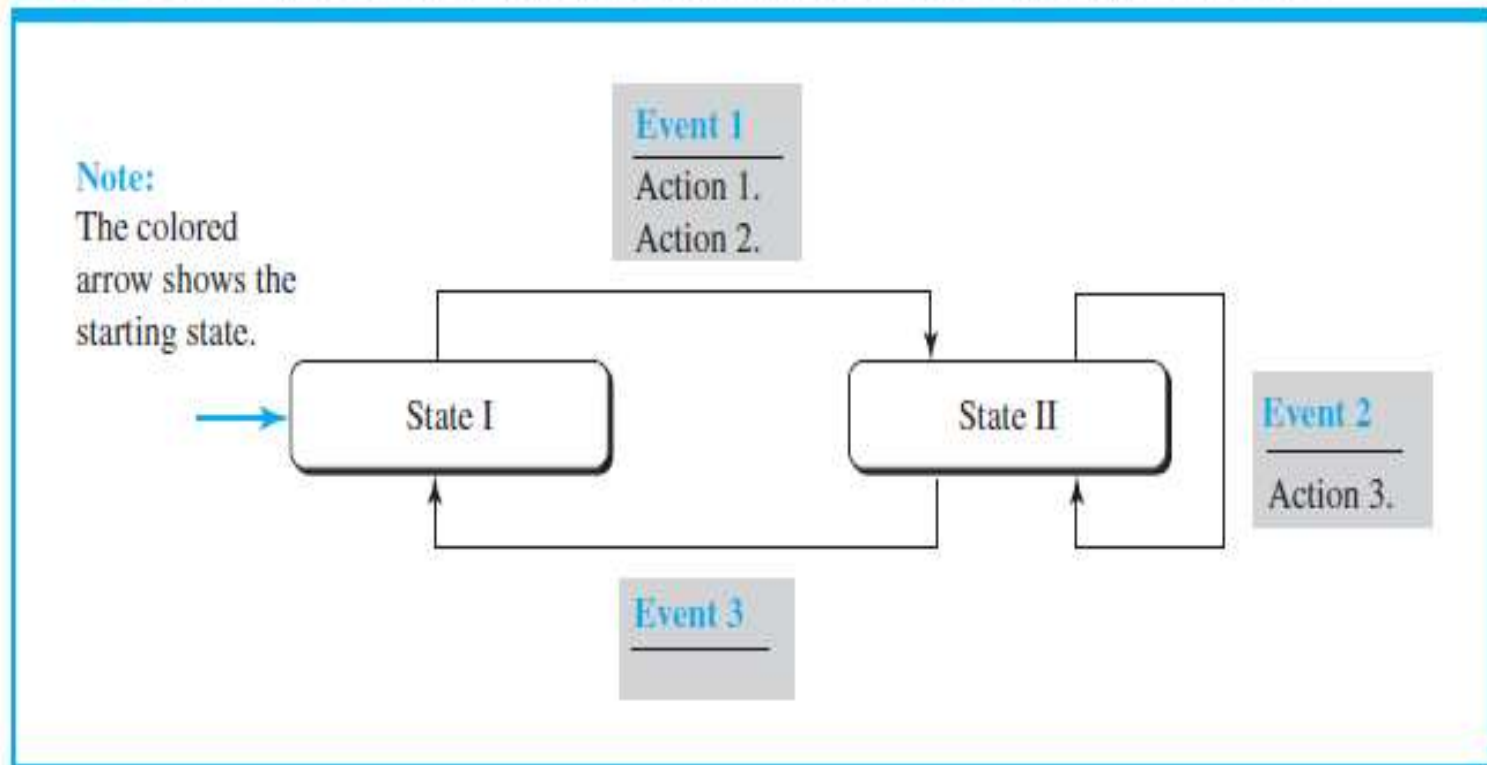 Note:
The colored
arrow shows the
starting state.
Event 1
Action 1.
Action 2.
State I
State II
Event 2
Action 3.
Event 3